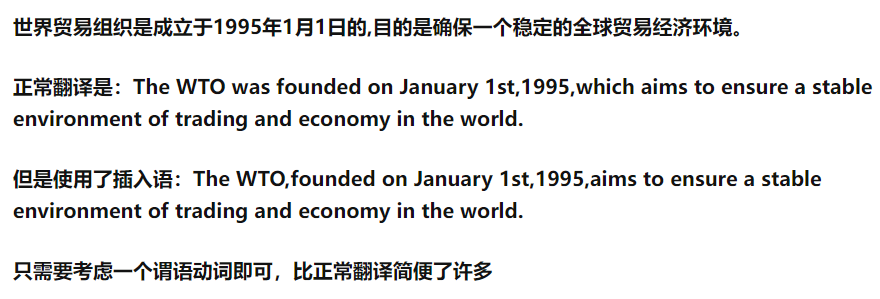 世界贸易组织是成立于1995年1月1日的,目的是确保一个稳定的全球贸易经济环境。
正常翻译是：The WTO was founded on January 1st,1995,which aims to ensure a stable
environment of trading and economy in the world.
但是使用了插入语：The WTO,founded on January 1st,1995,aims to ensure a stable
environment of trading and economy in the world.
只需要考虑一个谓语动词即可，比正常翻译简便了许多